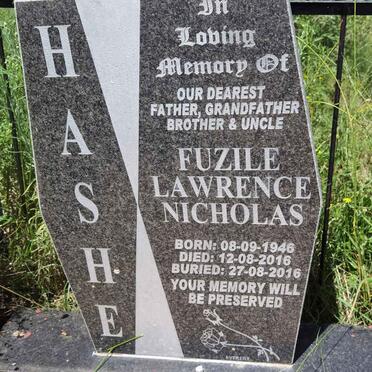 HASHE
In
Loving
Memory Of
OUR DEAREST
FATHER, GRANDFATHER
BROTHER & UNCLE
FUZILE
LAWRENCE
NICHOLAS
BORN: 08-09-1946
DIED: 12-08-2016
BURIED: 27-08-2016
YOUR MEMORY WILL
BE PRESERVED